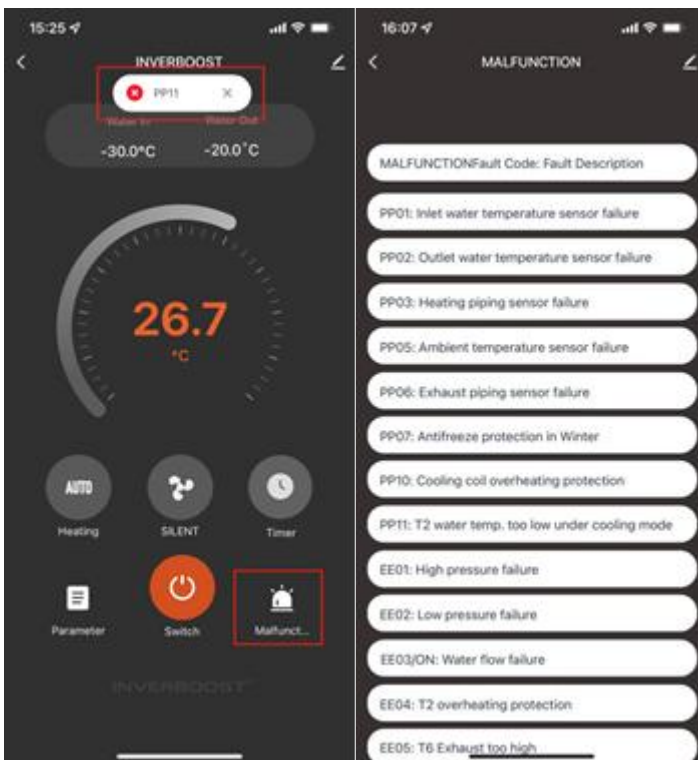 15:25
INVERBOOST
PP11
Water In Water Out
-30.0°C -20.0°C
26.7
°C
AUTO
Heating SILENT Timer
Parameter Switch Malfunct...
INVERBOOST
16:07
MALFUNCTION
MALFUNCTIONFault Code: Fault Description
PP01: Inlet water temperature sensor failure
PP02: Outlet water temperature sensor failure
PP03: Heating piping sensor failure
PP05: Ambient temperature sensor failure
PP06: Exhaust piping sensor failure
PP07: Antifreeze protection in Winter
PP10: Cooling coil overheating protection
PP11: T2 water temp. too low under cooling mode
EE01: High pressure failure
EE02: Low pressure failure
EE03/ON: Water flow failure
EE04: T2 overheating protection
EE05: T6 Exhaust too high